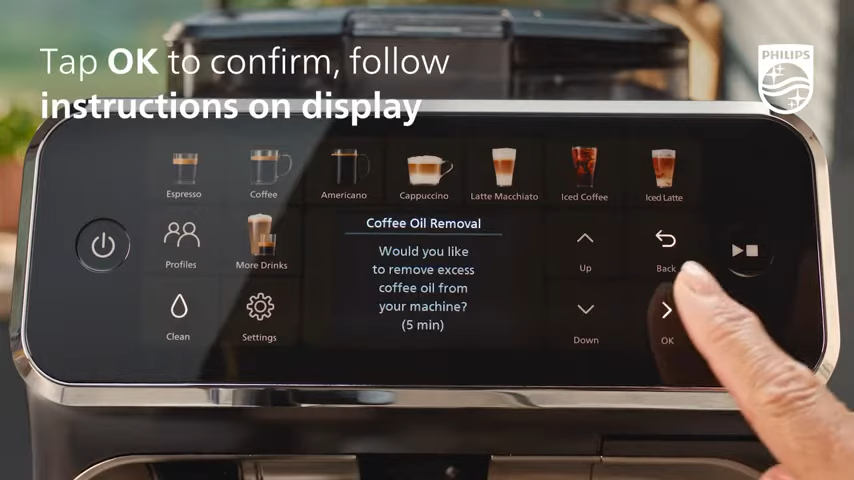 Tap OK to confirm, follow
instructions on display
PHILIPS
Espresso
Coffee
Americano
Cappuccino
Latte Macchiato
Iced Coffee
Iced Latte
Profiles
More Drinks
Coffee Oil Removal
Would you like
to remove excess
coffee oil from
your machine?
(5 min)
Up
Back
Clean
Settings
Down
OK